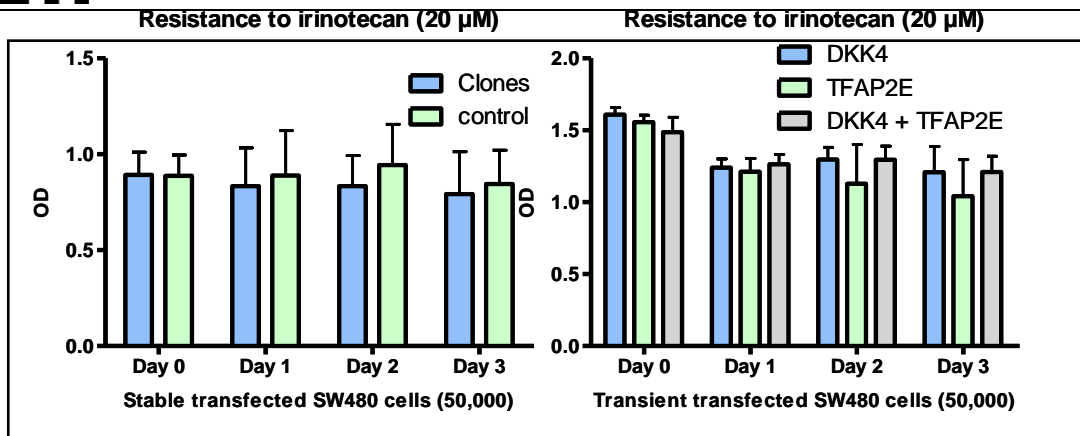 Resistance to irinotecan (20 µM)
1.5
1.0
0.5
0.0
OD
Clones
control
Day 0 Day 1 Day 2 Day 3
Stable transfected SW480 cells (50,000)
Resistance to irinotecan (20 µM)
2.0
1.5
1.0
0.5
0.0
OD
DKK4
TFAP2E
DKK4 + TFAP2E
Day 0 Day 1 Day 2 Day 3
Transient transfected SW480 cells (50,000)